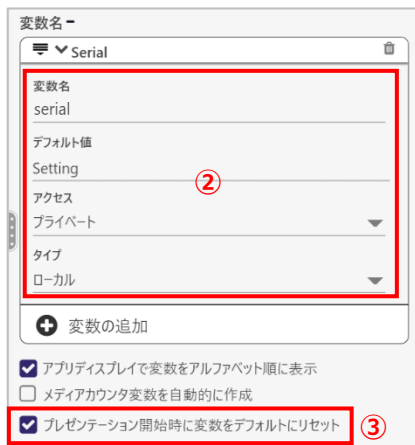 変数名 -
Serial
変数名
serial
デフォルト値
Setting
②
アクセス
プライベート
タイプ
ローカル
変数の追加
アプリディスプレイで変数をアルファベット順に表示
メディアカウンタ変数を自動的に作成
プレゼンテーション開始時に変数をデフォルトにリセット ③